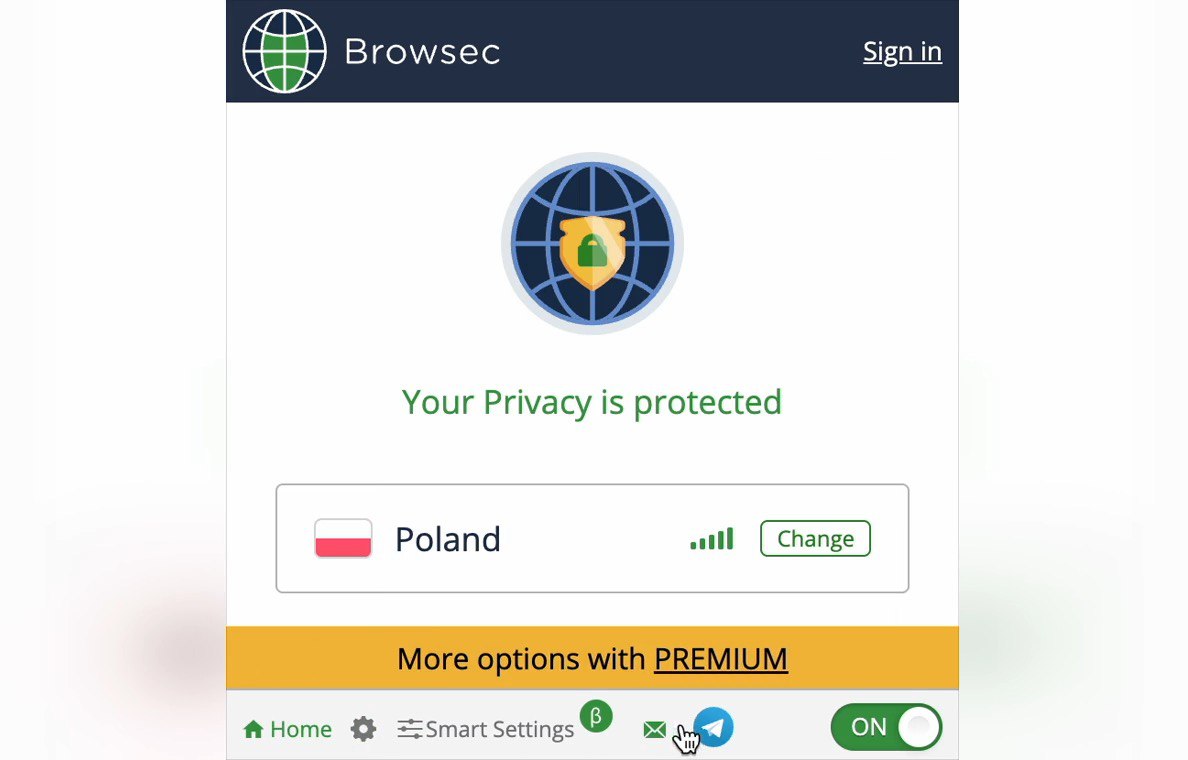 Browsec
Sign in
Your Privacy is protected
Poland
Change
More options with PREMIUM
Home
Smart Settings
β
ON